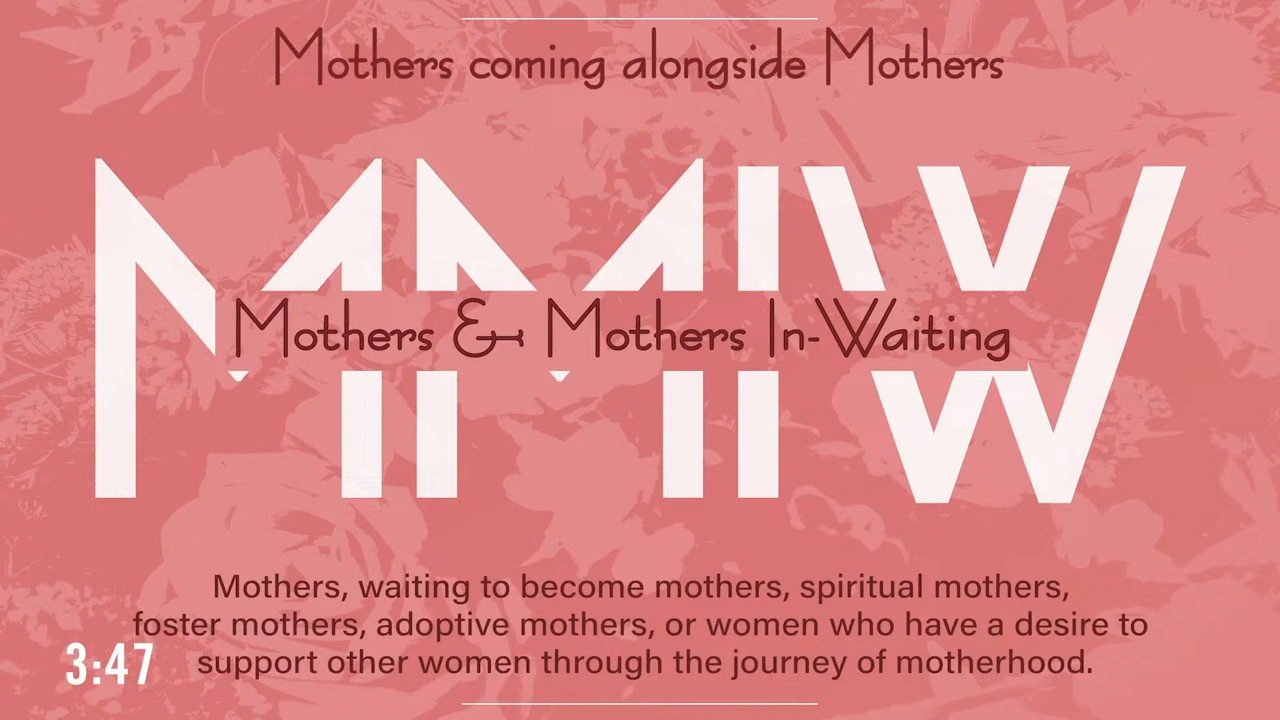 Mothers coming alongside Mothers
MMIW
Mothers & Mothers In-Waiting
Mothers, waiting to become mothers, spiritual mothers,
foster mothers, adoptive mothers, or women who have a desire to
support other women through the journey of motherhood.
3:47